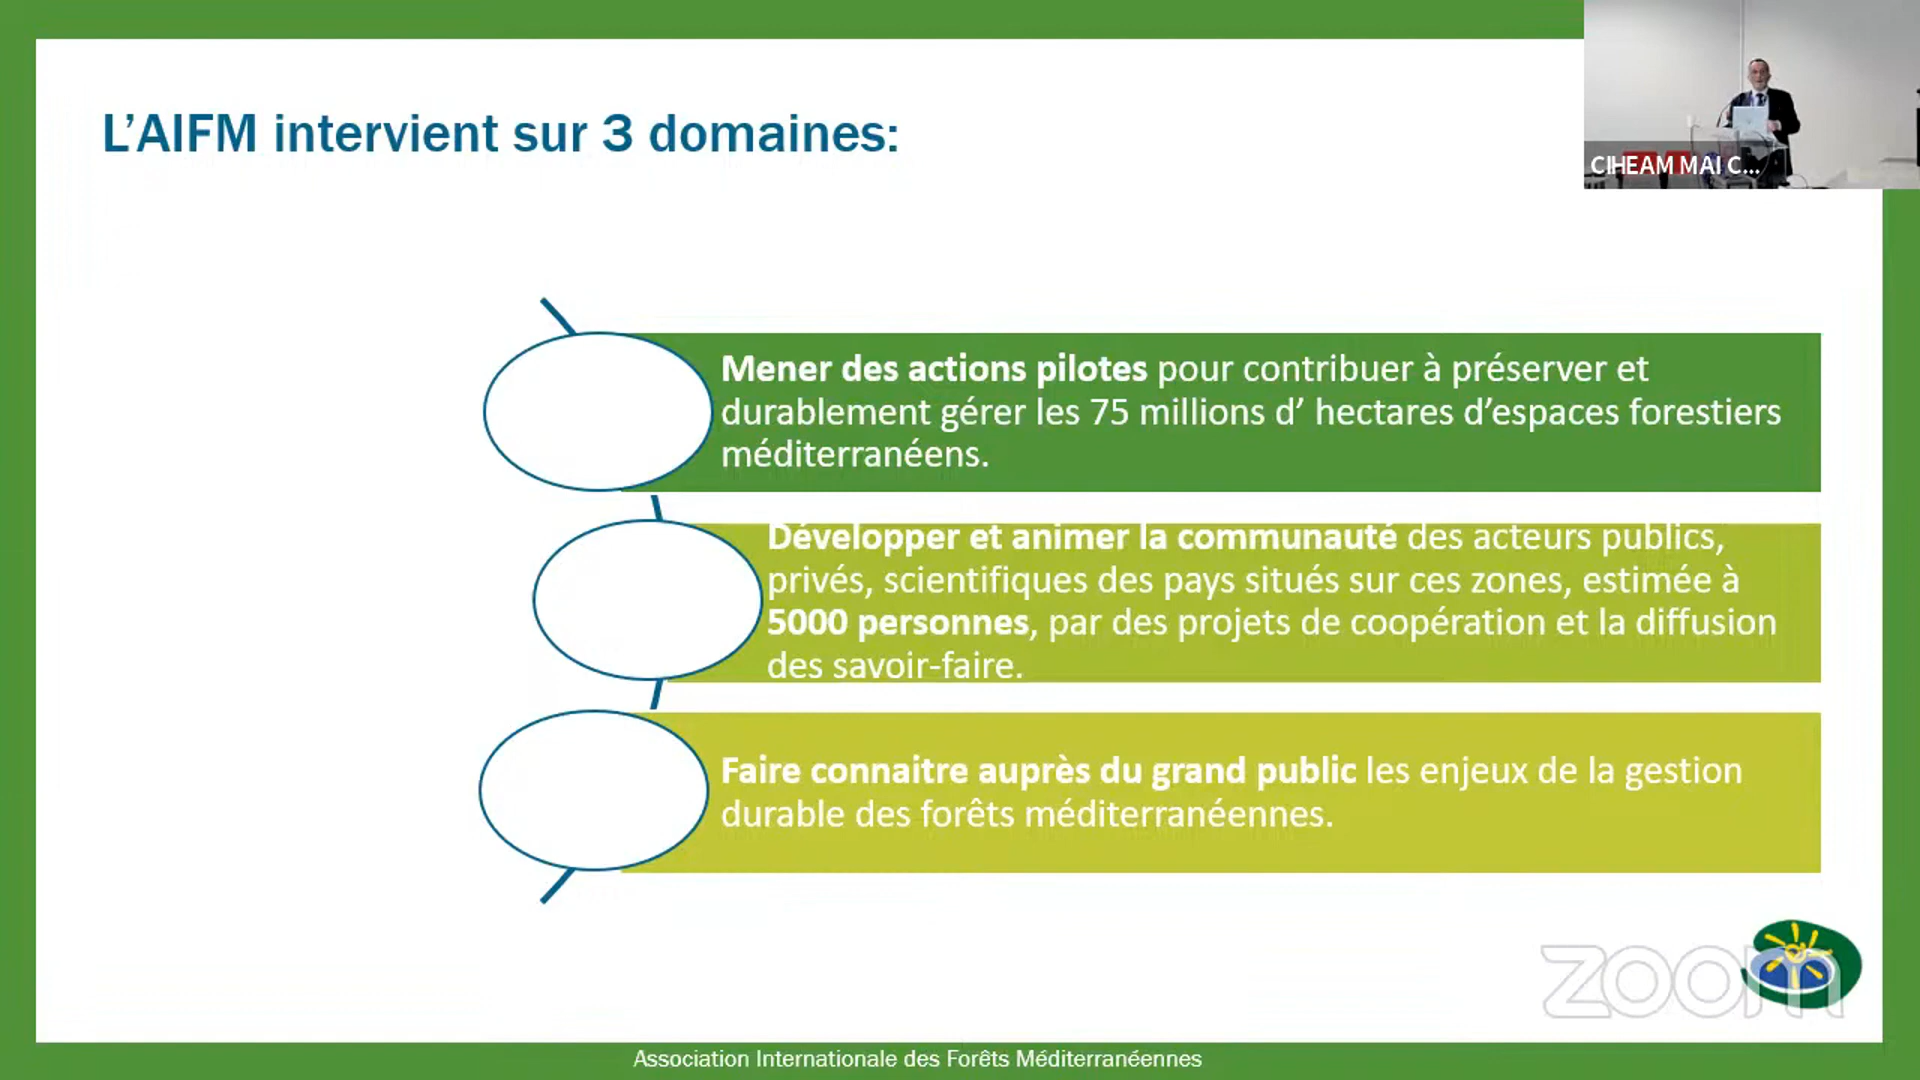 L'AIFM intervient sur 3 domaines:
CIHEAM MAI C...
Mener des actions pilotes pour contribuer à préserver et
durablement gérer les 75 millions d' hectares d'espaces forestiers
méditerranéens.
Développer et animer la communauté des acteurs publics,
privés, scientifiques des pays situés sur ces zones, estimée à
5000 personnes, par des projets de coopération et la diffusion
des savoir-faire.
Faire connaitre auprès du grand public les enjeux de la gestion
durable des forêts méditerranéennes.
zoom
Association Internationale des Forêts Méditerranéennes